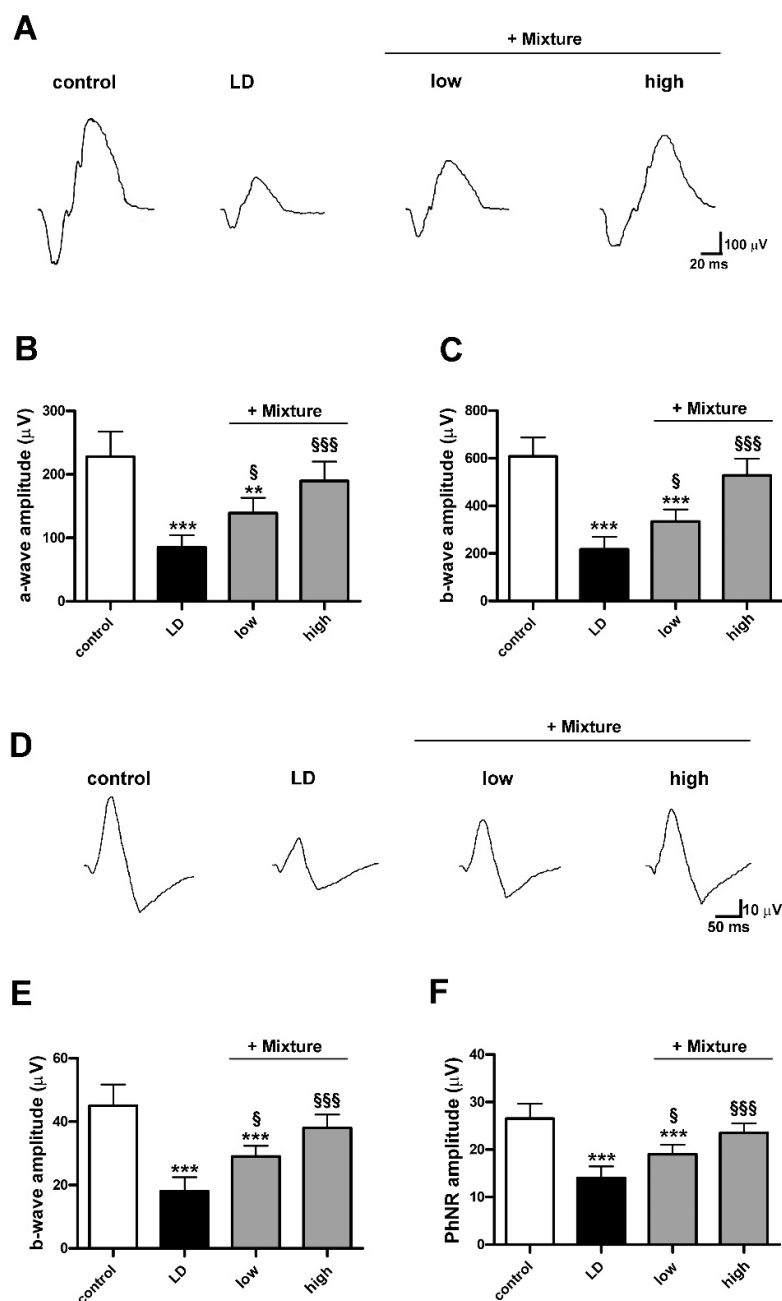 A
+ Mixture
control LD low high
100 μV
20 ms
B
+ Mixture
a-wave amplitude (μ V)
300
200
100
0
***
§
**
§§§
control LD low high
C
+ Mixture
b-wave amplitude (μ V)
800
600
400
200
0
***
§
***
§§§
control LD low high
D
+ Mixture
control LD low high
10 μV
50 ms
E
+ Mixture
b-wave amplitude (μV)
60
40
20
0
***
§
***
§§§
control LD low high
F
+ Mixture
PhNR amplitude (μV)
40
30
20
10
0
***
§
***
§§§
control LD low high